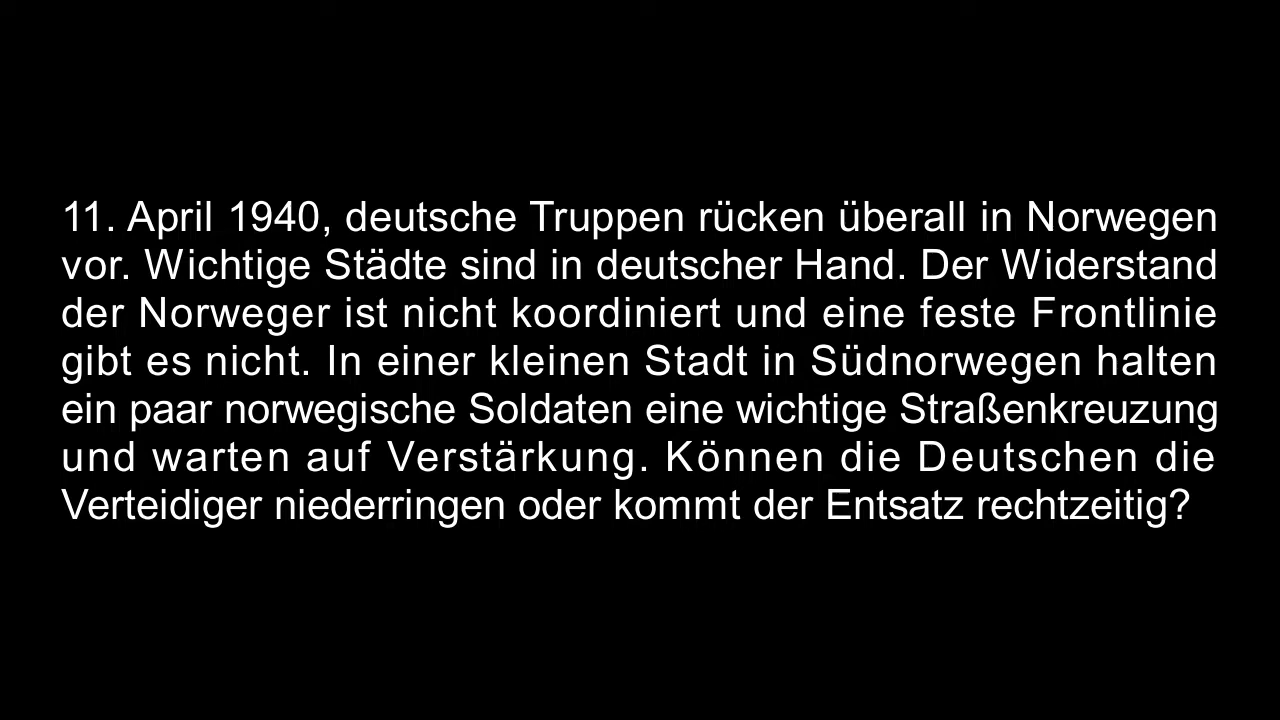 11. April 1940, deutsche Truppen rücken überall in Norwegen
vor. Wichtige Städte sind in deutscher Hand. Der Widerstand
der Norweger ist nicht koordiniert und eine feste Frontlinie
gibt es nicht. In einer kleinen Stadt in Südnorwegen halten
ein paar norwegische Soldaten eine wichtige Straßenkreuzung
und warten auf Verstärkung. Können die Deutschen die
Verteidiger niederringen oder kommt der Entsatz rechtzeitig?